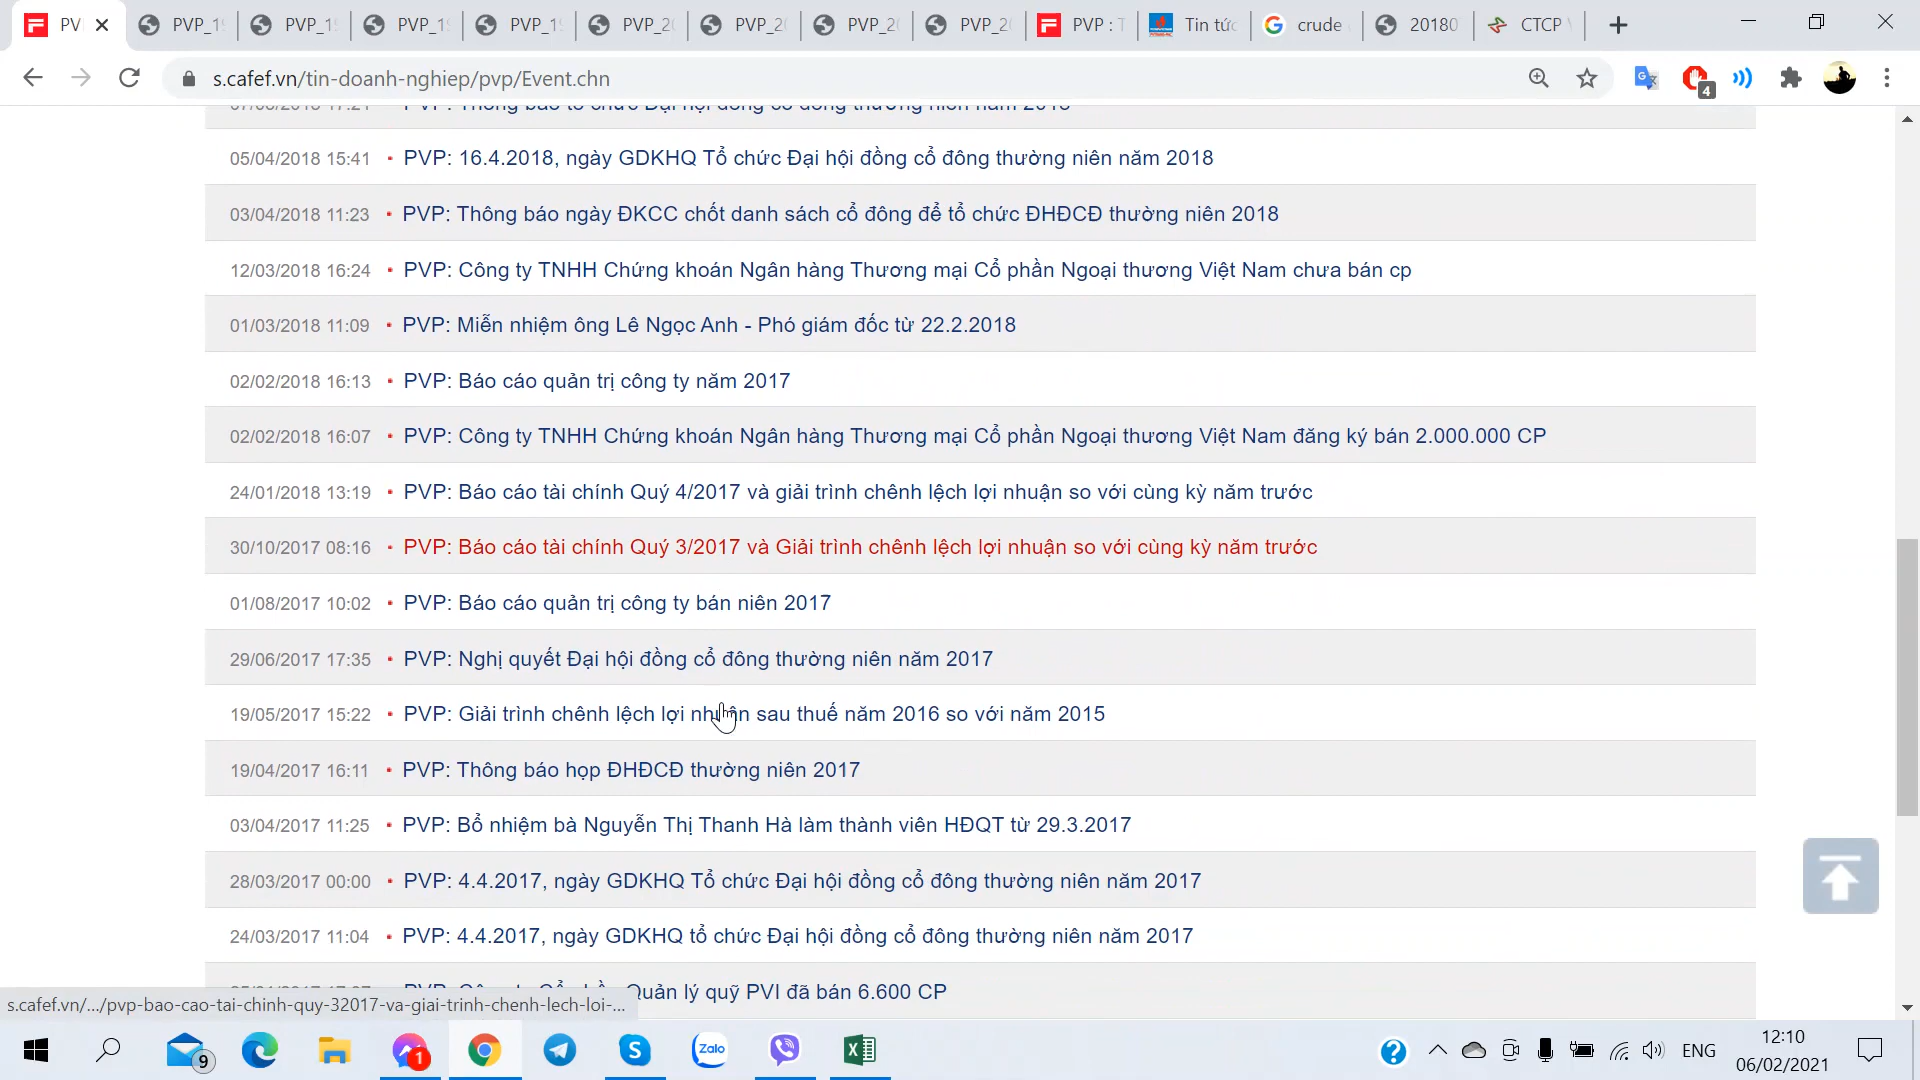 PV
PVP_1
PVP_1
PVP_1
PVP_1
PVP_2
PVP_2
PVP_2
PVP_2
PVP : T
Tin tức
crude
20180
CTCP
s.cafef.vn/tin-doanh-nghiep/pvp/Event.chn
4
PVP: Thông báo tổ chức Đại hội đồng cổ đông thường niên năm 2018
05/04/2018 15:41 PVP: 16.4.2018, ngày GDKHQ Tổ chức Đại hội đồng cổ đông thường niên năm 2018
03/04/2018 11:23 PVP: Thông báo ngày ĐKCC chốt danh sách cổ đông để tổ chức ĐHĐCĐ thường niên 2018
12/03/2018 16:24 PVP: Công ty TNHH Chứng khoán Ngân hàng Thương mại Cổ phần Ngoại thương Việt Nam chưa bán cp
01/03/2018 11:09 PVP: Miễn nhiệm ông Lê Ngọc Anh - Phó giám đốc từ 22.2.2018
02/02/2018 16:13 PVP: Báo cáo quản trị công ty năm 2017
02/02/2018 16:07 PVP: Công ty TNHH Chứng khoán Ngân hàng Thương mại Cổ phần Ngoại thương Việt Nam đăng ký bán 2.000.000 CP
24/01/2018 13:19 PVP: Báo cáo tài chính Quý 4/2017 và giải trình chênh lệch lợi nhuận so với cùng kỳ năm trước
30/10/2017 08:16 PVP: Báo cáo tài chính Quý 3/2017 và Giải trình chênh lệch lợi nhuận so với cùng kỳ năm trước
01/08/2017 10:02 PVP: Báo cáo quản trị công ty bán niên 2017
29/06/2017 17:35 PVP: Nghị quyết Đại hội đồng cổ đông thường niên năm 2017
19/05/2017 15:22 PVP: Giải trình chênh lệch lợi nhuận sau thuế năm 2016 so với năm 2015
19/04/2017 16:11 PVP: Thông báo họp ĐHĐCĐ thường niên 2017
03/04/2017 11:25 PVP: Bổ nhiệm bà Nguyễn Thị Thanh Hà làm thành viên HĐQT từ 29.3.2017
28/03/2017 00:00 PVP: 4.4.2017, ngày GDKHQ Tổ chức Đại hội đồng cổ đông thường niên năm 2017
24/03/2017 11:04 PVP: 4.4.2017, ngày GDKHQ tổ chức Đại hội đồng cổ đông thường niên năm 2017
Quản lý quỹ PVI đã bán 6.600 CP
s.cafef.vn/.../pvp-bao-cao-tai-chinh-quy-32017-va-giai-trinh-chenh-lech-loi-...
9
1
Zalo
ENG
12:10
06/02/2021